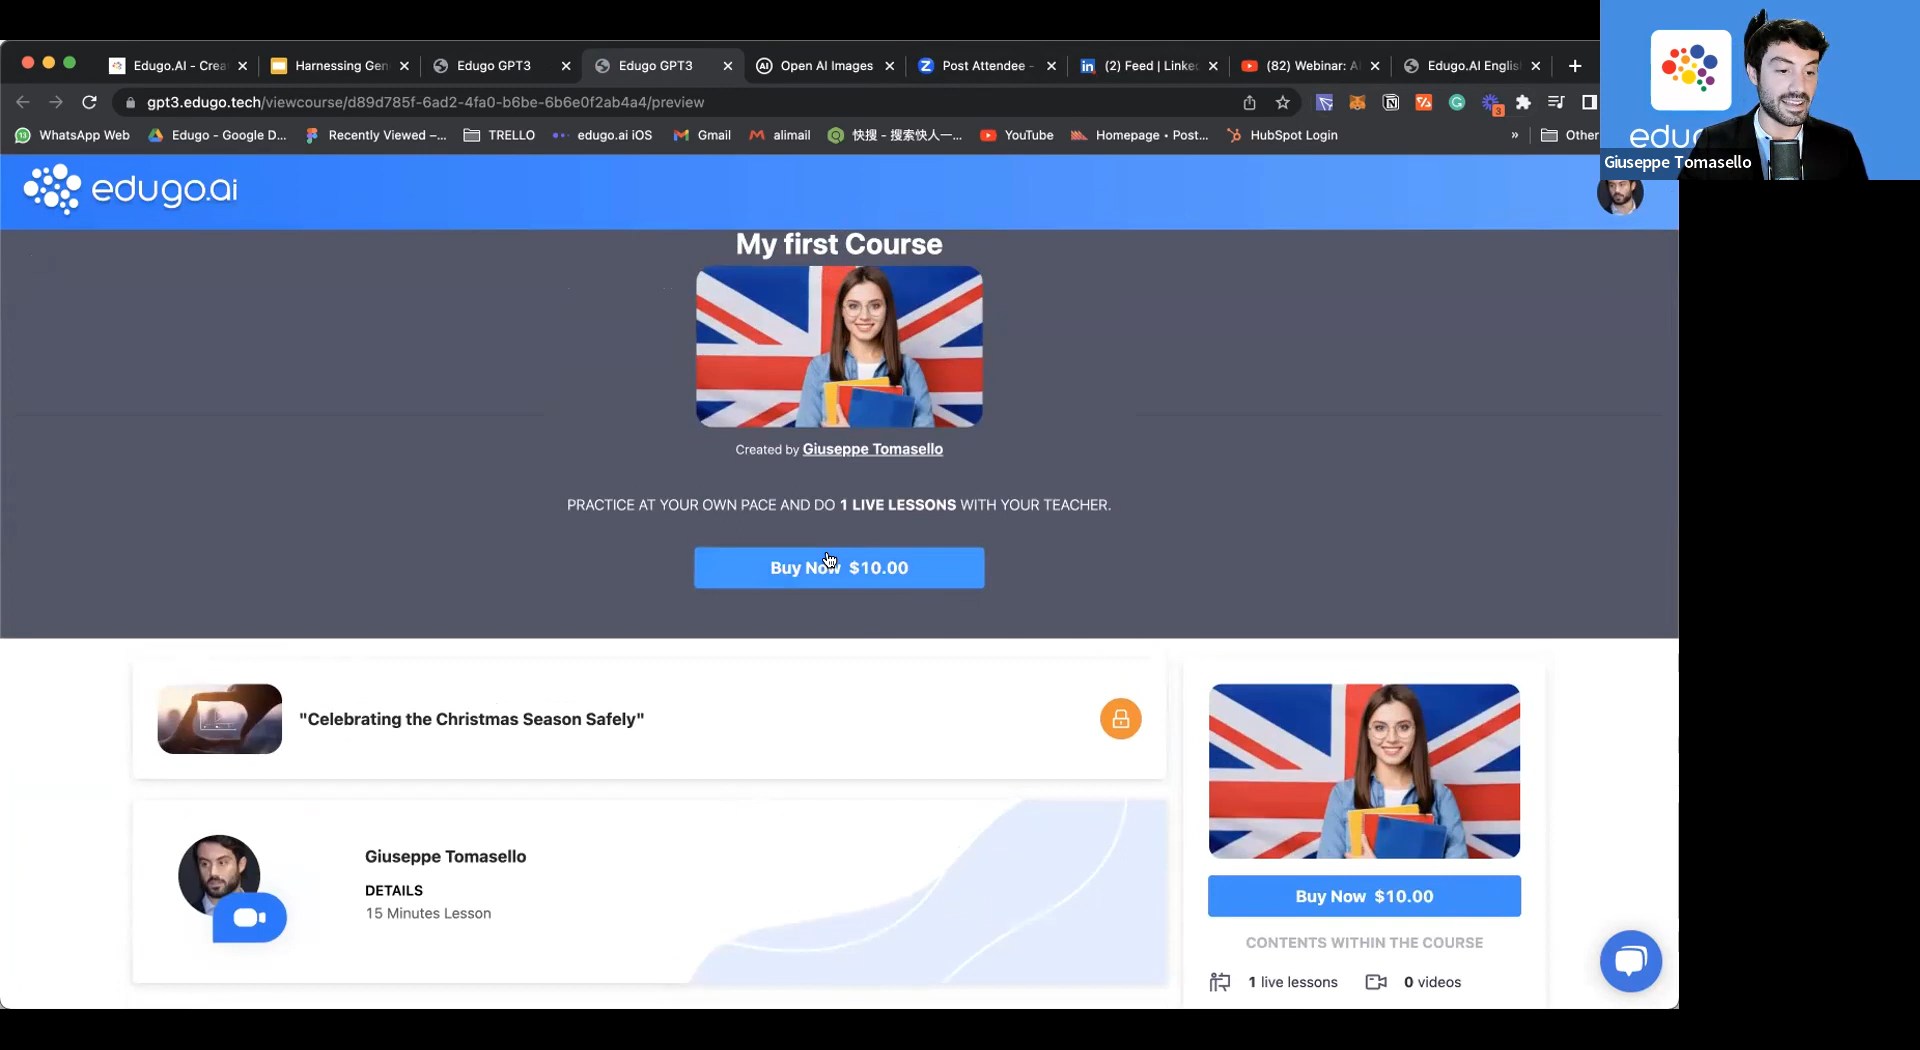 Edugo.AI - Crea
Harnessing Gen
Edugo GPT3
Edugo GPT3
Open AI Images
Post Attendee -
(2) Feed | Linke
(82) Webinar: A
Edugo.AI Englis
gpt3.edugo.tech/viewcourse/d89d785f-6ad2-4fa0-b6be-6b6e0f2ab4a4/preview
3
13
WhatsApp Web
Edugo - Google D...
Recently Viewed –...
TRELLO
edugo.ai iOS
Gmail
alimail
快搜 - 搜索快人一...
YouTube
Homepage • Post...
HubSpot Login
»
Other
edugo
Giuseppe Tomasello
edugo.ai
My first Course
Created by Giuseppe Tomasello
PRACTICE AT YOUR OWN PACE AND DO 1 LIVE LESSONS WITH YOUR TEACHER.
Buy Now $10.00
"Celebrating the Christmas Season Safely"
Giuseppe Tomasello
DETAILS
15 Minutes Lesson
Buy Now $10.00
CONTENTS WITHIN THE COURSE
1 live lessons
0 videos